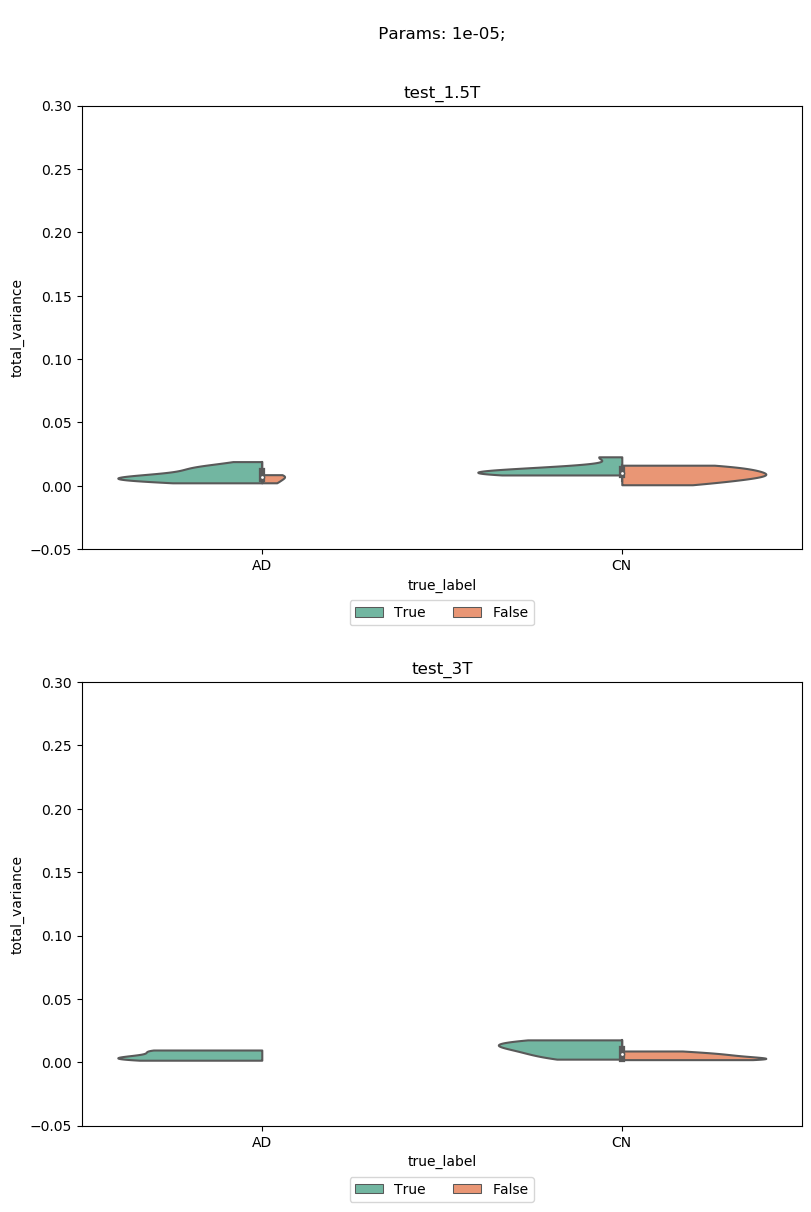 Params: 1e-05;
test_1.5T
0.30
0.25
0.20
0.15
0.10
0.05
0.00
−0.05
total_variance
AD CN
true_label
True False
test_3T
0.30
0.25
0.20
0.15
0.10
0.05
0.00
−0.05
total_variance
AD CN
true_label
True False